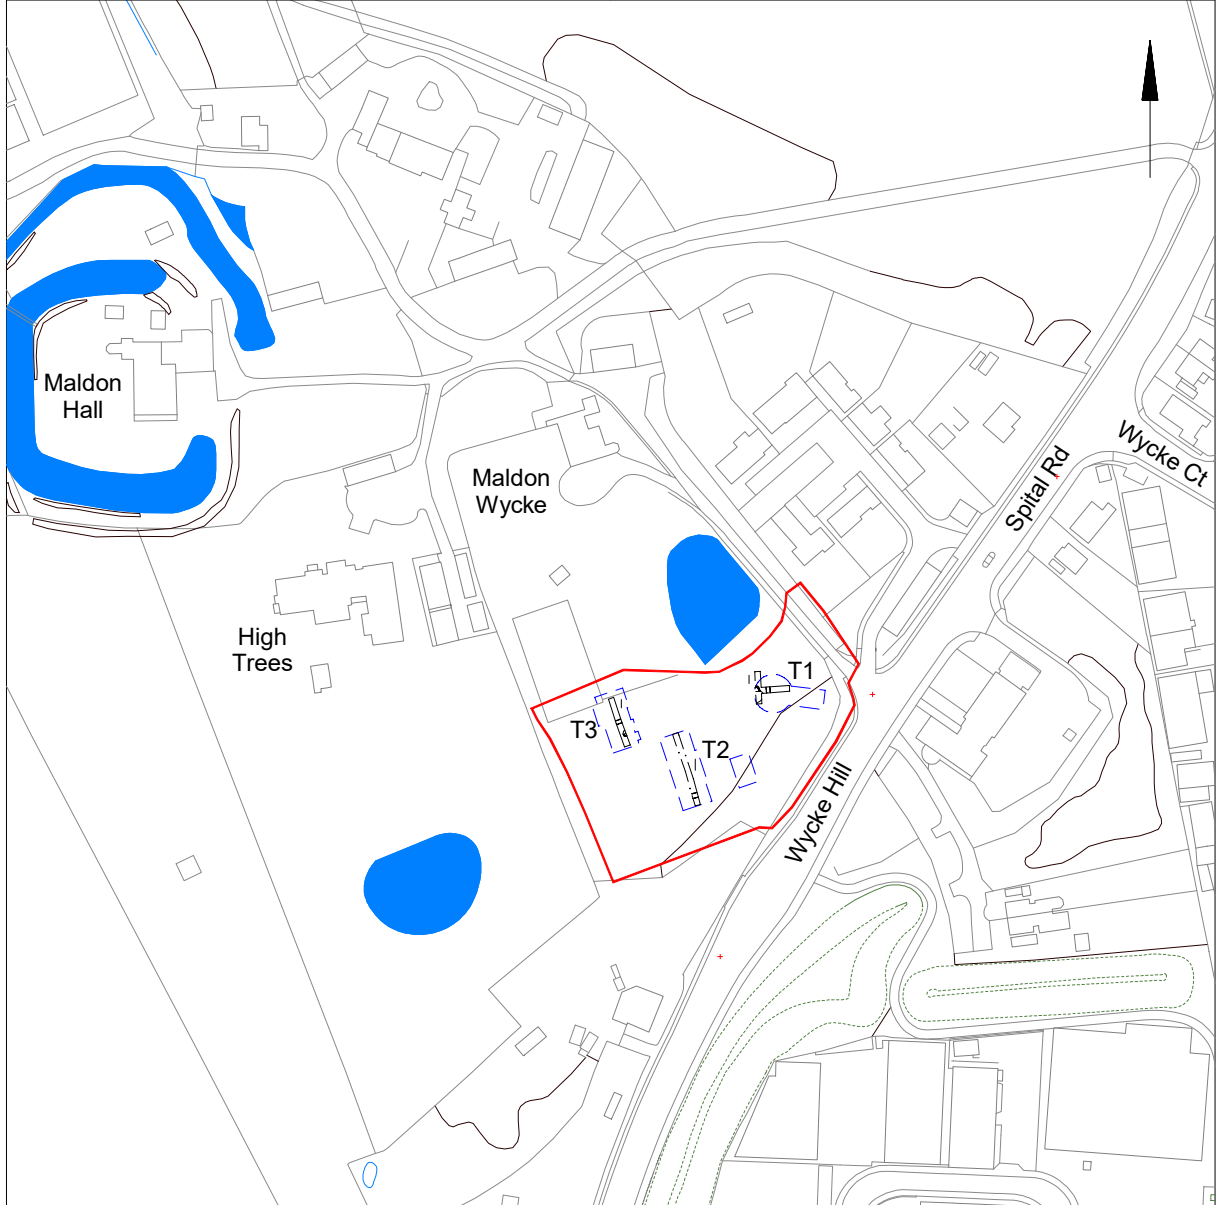 Maldon
Hall
Maldon
Wycke
High
Trees
Spital Rd
Wycke Ct
T1
T3
T2
Wycke Hill